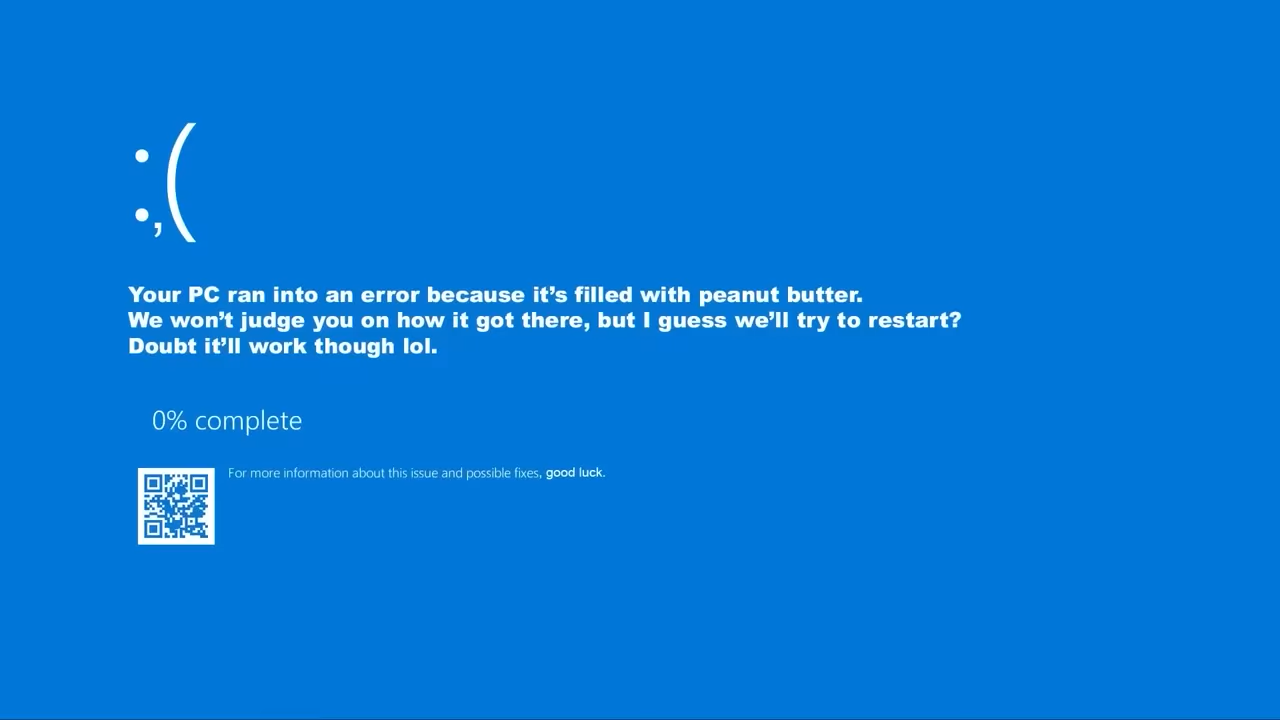 :,(
Your PC ran into an error because it’s filled with peanut butter.
We won’t judge you on how it got there, but I guess we’ll try to restart?
Doubt it’ll work though lol.
0% complete
For more information about this issue and possible fixes, good luck.